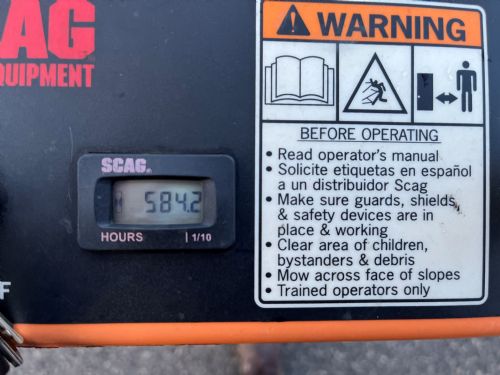 AG
EQUIPMENT
SCAG
584.2
HOURS 1/10
F
WARNING
BEFORE OPERATING
• Read operator's manual
• Solicite etiquetas en español
a un distribuidor Scag
• Make sure guards, shields,
& safety devices are in
place & working
• Clear area of children,
bystanders & debris
• Mow across face of slopes
• Trained operators only